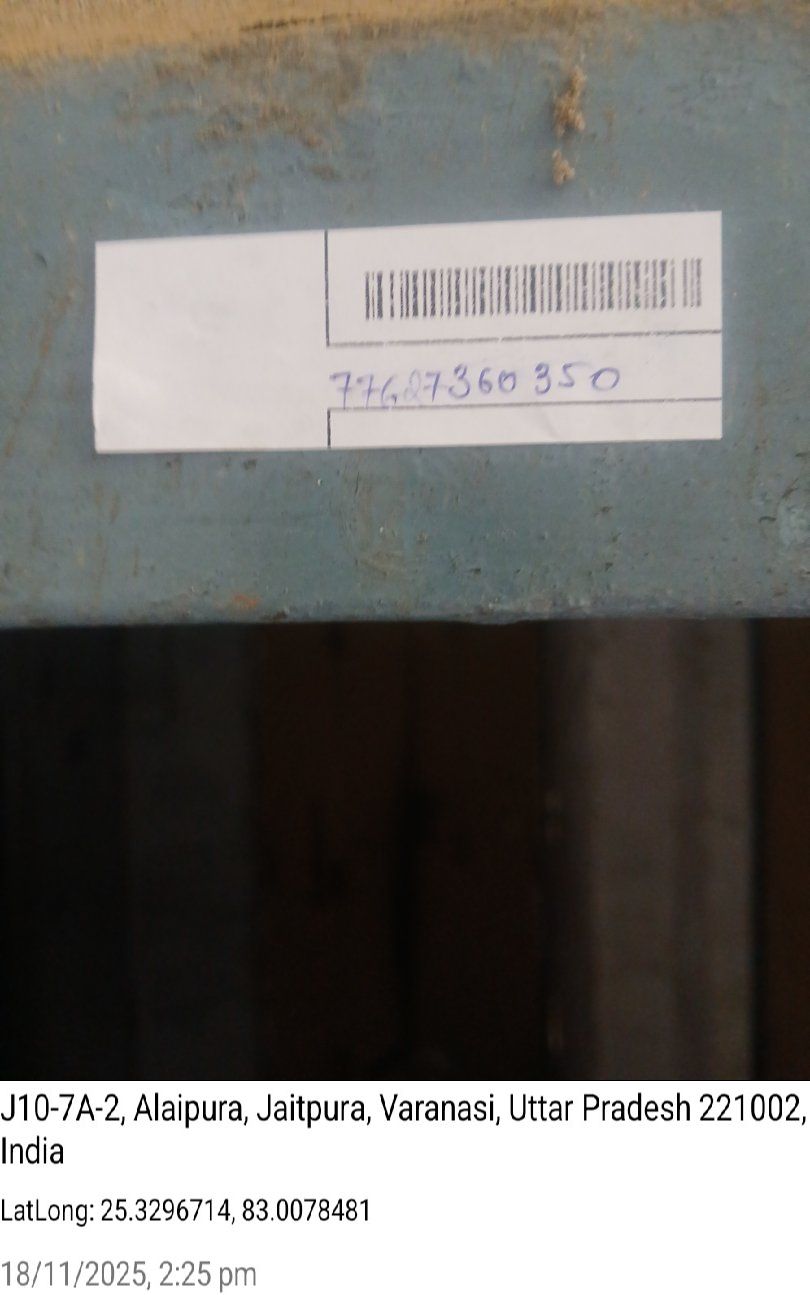 77627360350
J10-7A-2, Alaipura, Jaitpura, Varanasi, Uttar Pradesh 221002,
India
LatLong: 25.3296714, 83.0078481
18/11/2025, 2:25 pm